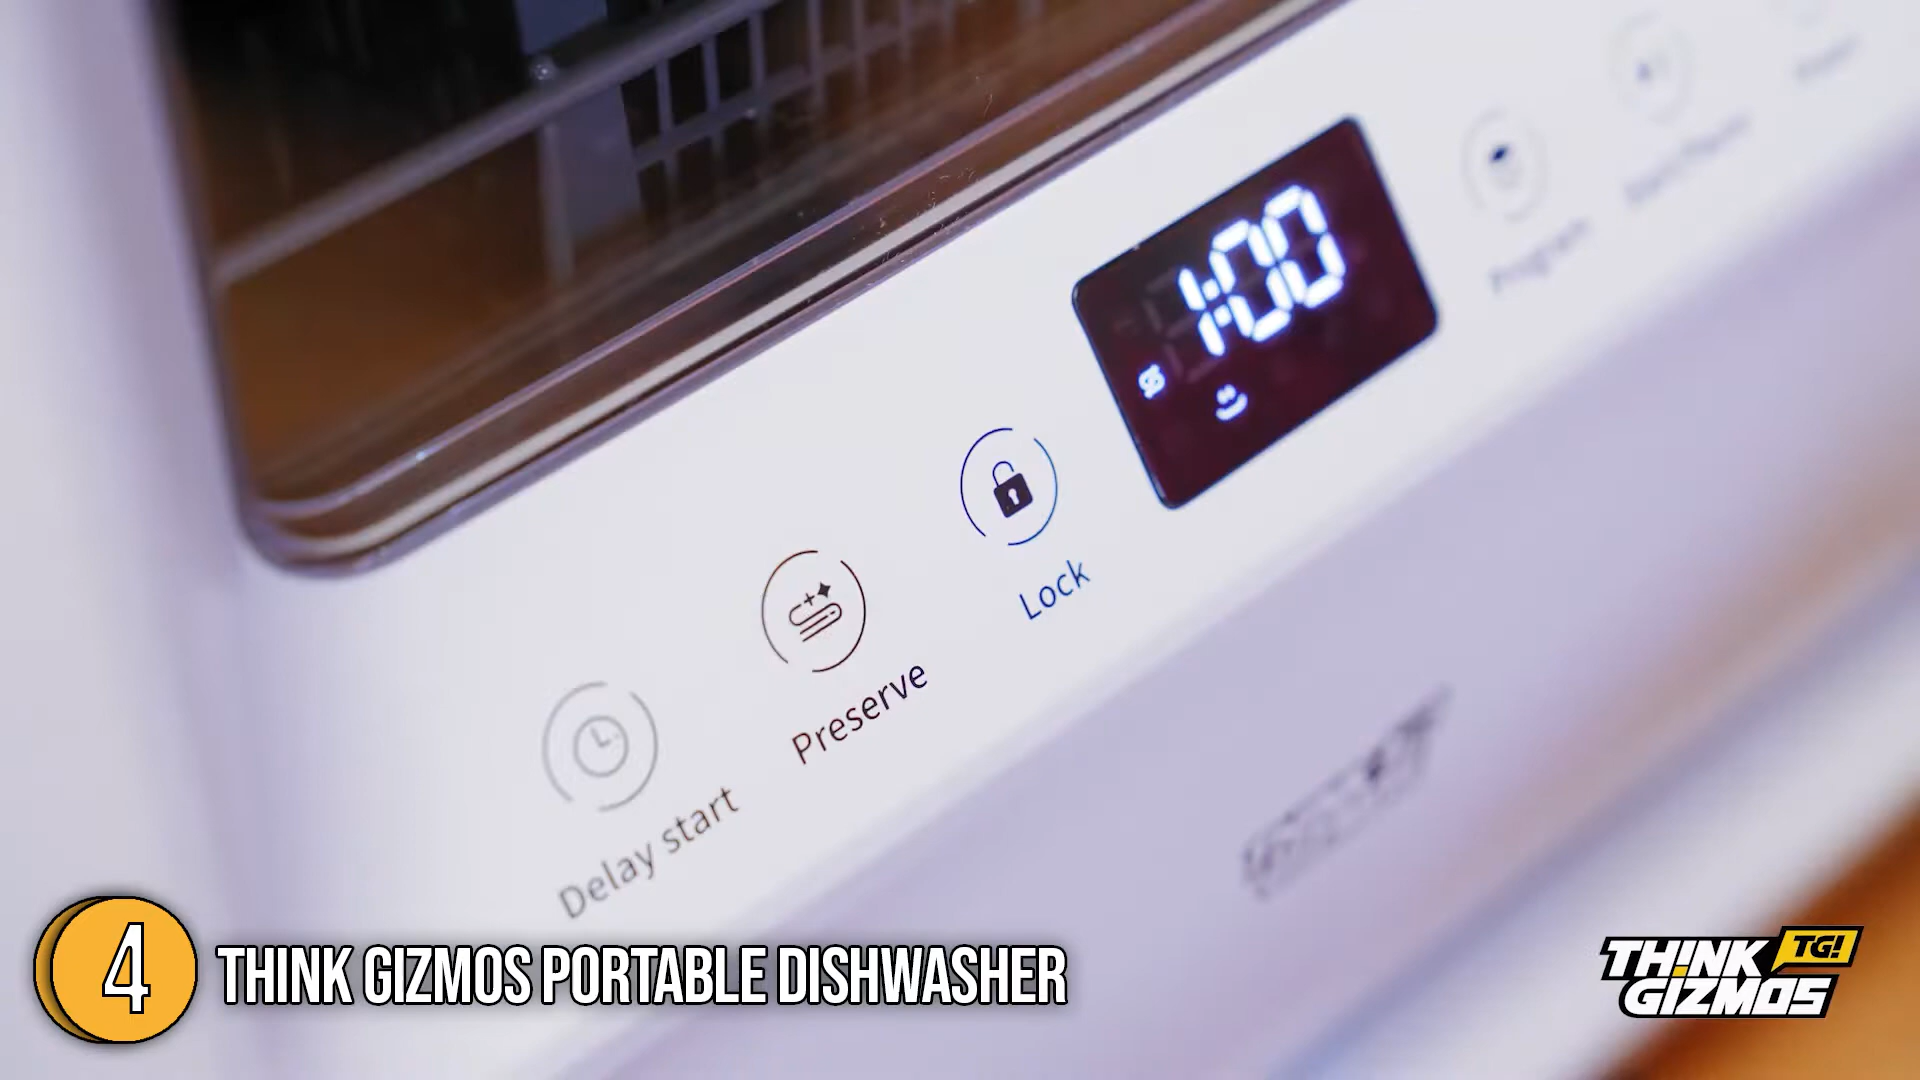 1:00
Program
Lock
Preserve
Delay start
4
THINK GIZMOS PORTABLE DISHWASHER
TG!
THINK
GIZMOS